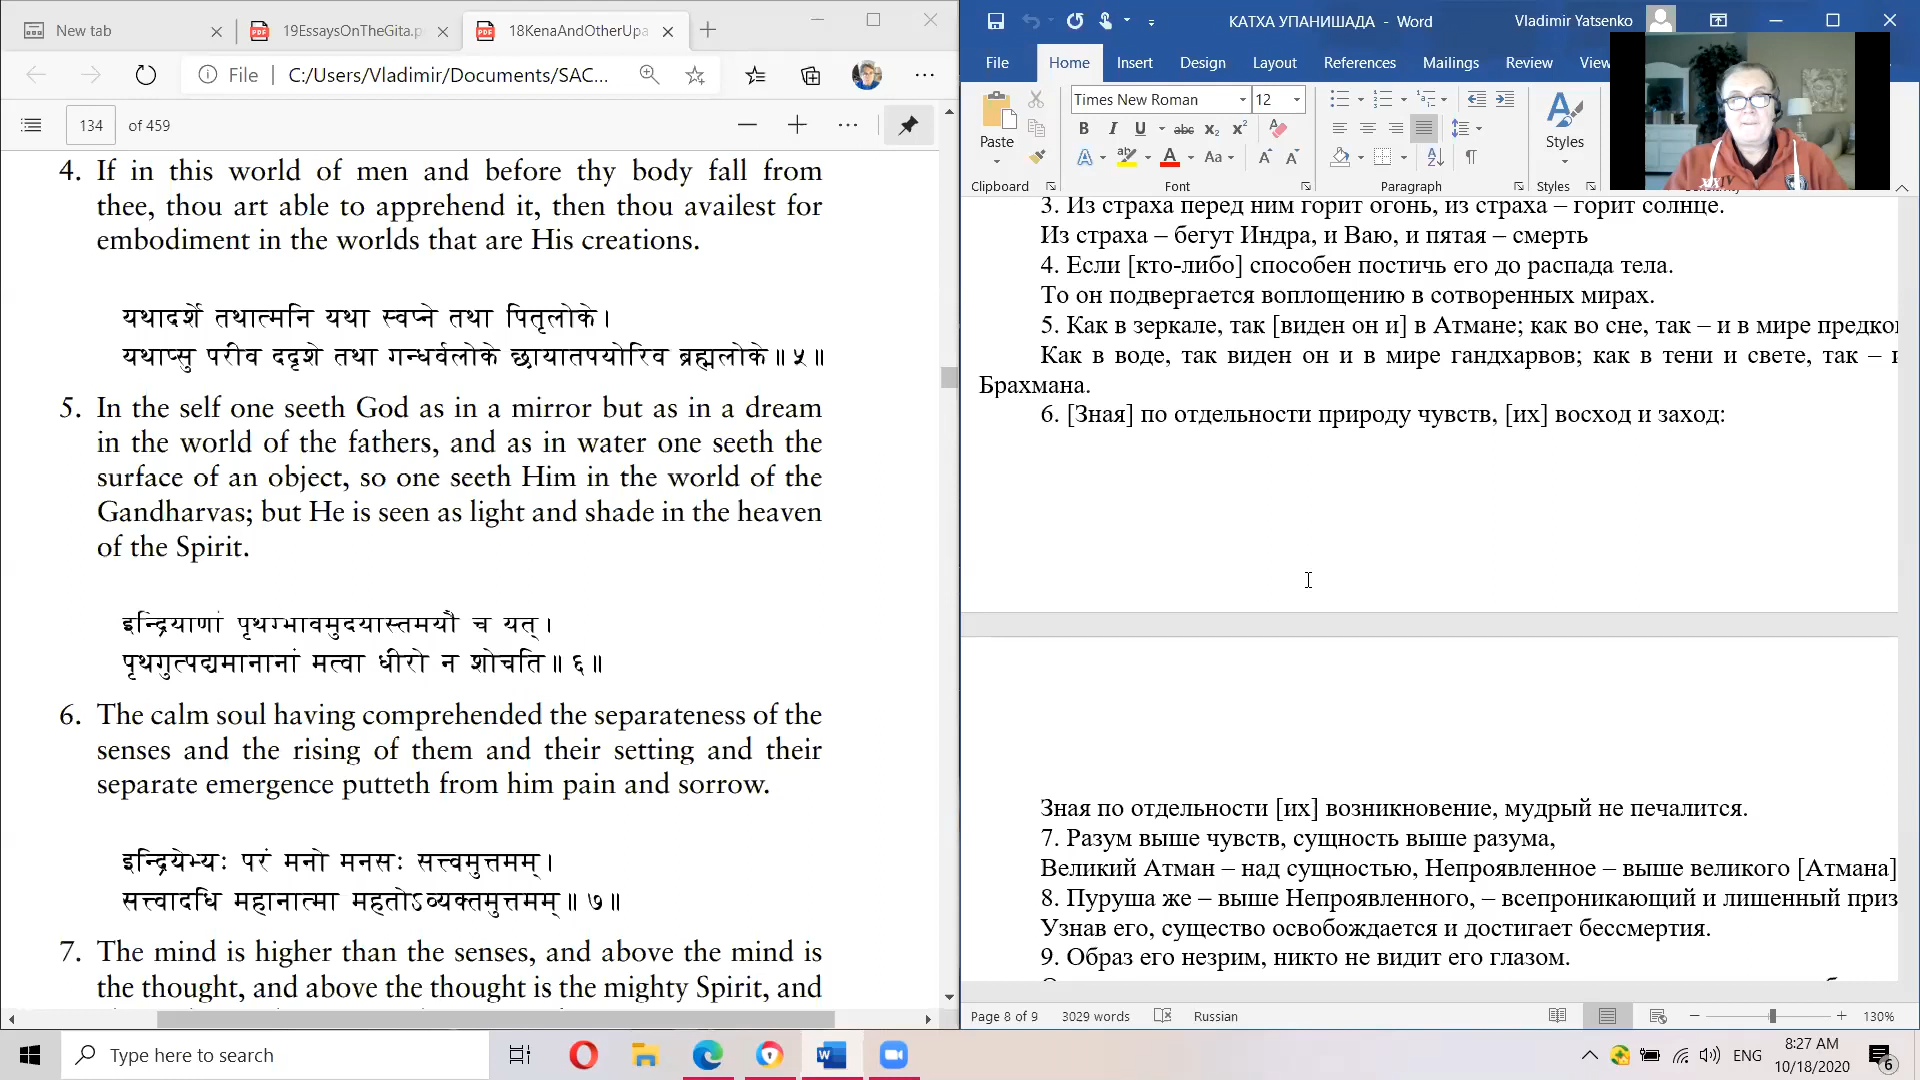 New tab
19EssaysOnTheGita.p
18KenaAndOtherUpa
File
C:/Users/Vladimir/Documents/SAC...
134 of 459
4. If in this world of men and before thy body fall from
thee, thou art able to apprehend it, then thou availest for
embodiment in the worlds that are His creations.
यथादर्शे तथात्मनि यथा स्वप्ने तथा पितृलोके।
यथाप्सु परीव ददृशे तथा गन्धर्वलोके छायातपयोरिव ब्रह्मलोके॥ ५॥
5. In the self one seeth God as in a mirror but as in a dream
in the world of the fathers, and as in water one seeth the
surface of an object, so one seeth Him in the world of the
Gandharvas; but He is seen as light and shade in the heaven
of the Spirit.
इन्द्रियाणां पृथग्भावमुदयास्तमयौ च यत्।
पृथगुत्पद्यमानानां मत्वा धीरो न शोचति॥ ६॥
6. The calm soul having comprehended the separateness of the
senses and the rising of them and their setting and their
separate emergence putteth from him pain and sorrow.
इन्द्रियेभ्यः परं मनो मनसः सत्त्वमुत्तमम्।
सत्त्वादधि महानात्मा महतोऽव्यक्तमुत्तमम्॥ ७॥
7. The mind is higher than the senses, and above the mind is
the thought, and above the thought is the mighty Spirit, and
КАТХА УПАНИШАДА - Word
Vladimir Yatsenko
File Home Insert Design Layout References Mailings Review View
Times New Roman 12
Paste
Styles
Clipboard Font Paragraph Styles
3. Из страха перед ним горит огонь, из страха – горит солнце.
Из страха – бегут Индра, и Ваю, и пятая – смерть
4. Если [кто-либо] способен постичь его до распада тела.
То он подвергается воплощению в сотворенных мирах.
5. Как в зеркале, так [виден он и] в Атмане; как во сне, так – и в мире предко
Как в воде, так виден он и в мире гандхарвов; как в тени и свете, так – и
Брахмана.
6. [Зная] по отдельности природу чувств, [их] восход и заход:
Зная по отдельности [их] возникновение, мудрый не печалится.
7. Разум выше чувств, сущность выше разума,
Великий Атман – над сущностью, Непроявленное – выше великого [Атмана]
8. Пуруша же – выше Непроявленного, – всепроникающий и лишенный приз
Узнав его, существо освобождается и достигает бессмертия.
9. Образ его незрим, никто не видит его глазом.
Page 8 of 9 3029 words Russian 130%
Type here to search
ENG
8:27 AM
10/18/2020
6